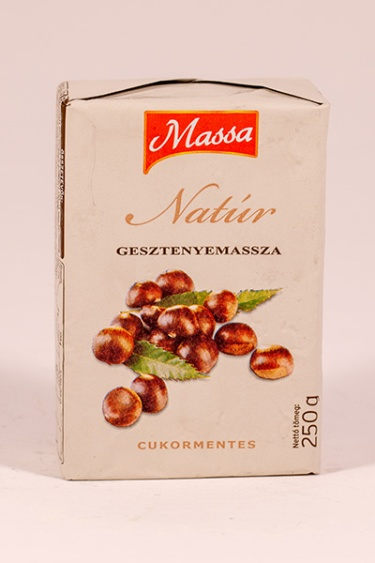 Massa
Natúr
GESZTENYEMASSZA
CUKORMENTES
Nettó tömeg:
250 g